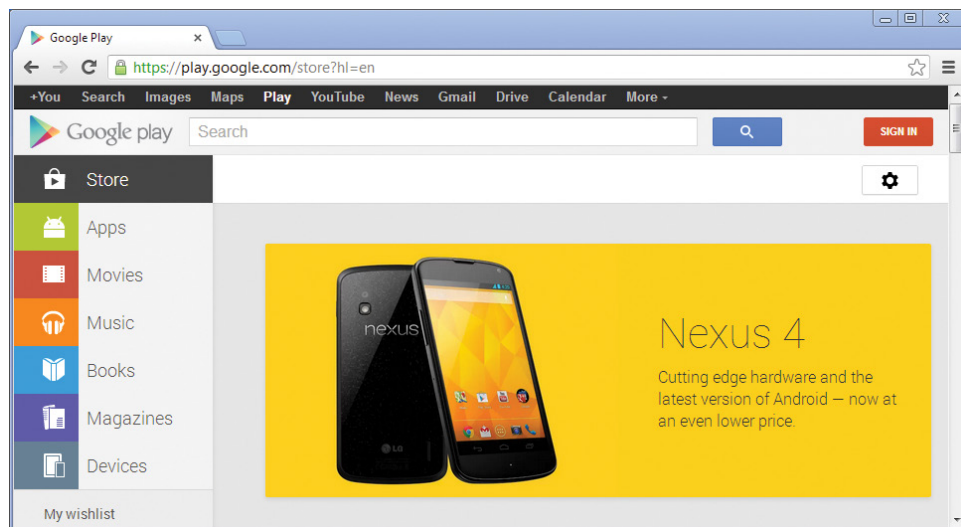 Google Play
https://play.google.com/store?hl=en
+You Search Images Maps Play YouTube News Gmail Drive Calendar More
Google play Search SIGN IN
Store
Apps
Movies
Music
Books
Magazines
Devices
My wishlist
nexus
LG
Nexus 4
Cutting edge hardware and the
latest version of Android — now at
an even lower price.